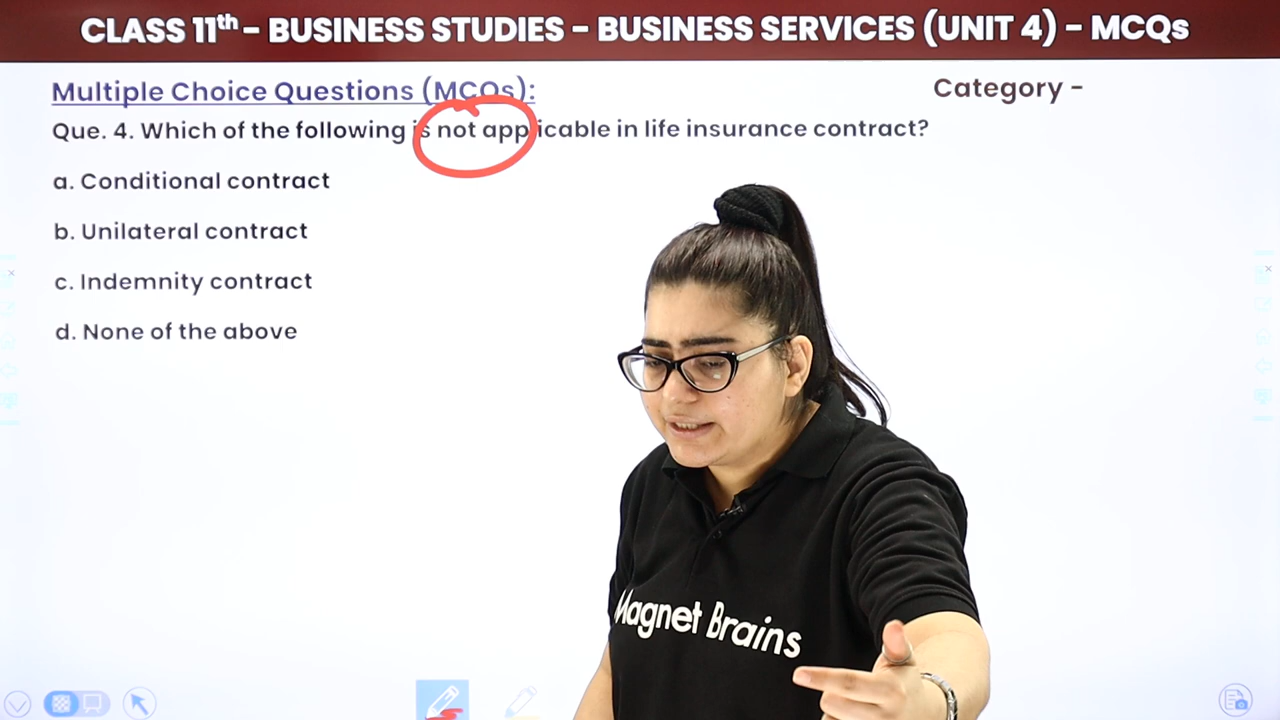 CLASS 11th - BUSINESS STUDIES - BUSINESS SERVICES (UNIT 4) - MCQs
Multiple Choice Questions (MCQs):
Category -
Que. 4. Which of the following is not applicable in life insurance contract?
a. Conditional contract
b. Unilateral contract
c. Indemnity contract
d. None of the above
Magnet Brains